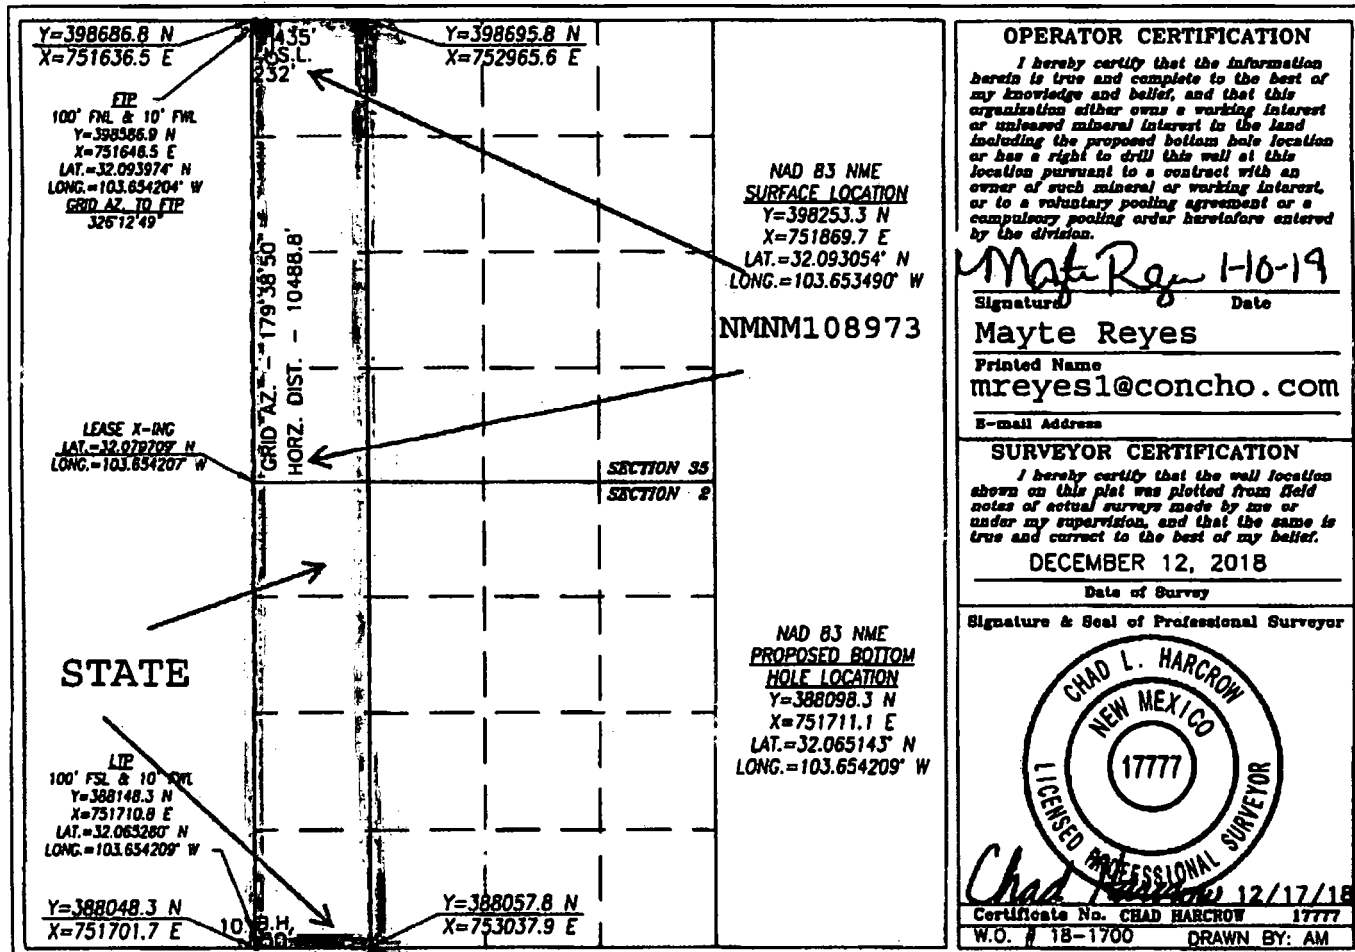 Y=398686.8 N
X=751636.5 E
435'
S.L.
232'
Y=398695.8 N
X=752965.6 E
FTP
100' FNL & 10' FWL
Y=398586.9 N
X=751646.5 E
LAT.=32.093974° N
LONG.=103.654204° W
GRID AZ. TO FTP
326°12'49"
GRID AZ. - 179°38'50"
HORZ. DIST. - 10488.8'
NAD 83 NME
SURFACE LOCATION
Y=398253.3 N
X=751869.7 E
LAT.=32.093054° N
LONG.=103.653490° W
NMNM108973
LEASE X-ING
LAT.=32.079709° N
LONG.=103.654207° W
SECTION 35
SECTION 2
STATE
NAD 83 NME
PROPOSED BOTTOM
HOLE LOCATION
Y=388098.3 N
X=751711.1 E
LAT.=32.065143° N
LONG.=103.654209° W
LTP
100' FSL & 10' FWL
Y=388148.3 N
X=751710.8 E
LAT.=32.065280° N
LONG.=103.654209° W
Y=388048.3 N
X=751701.7 E
10'
B.H.
Y=388057.8 N
X=753037.9 E
OPERATOR CERTIFICATION
I hereby certify that the information
herein is true and complete to the best of
my knowledge and belief, and that this
organization either owns a working interest
or unleased mineral interest in the land
including the proposed bottom hole location
or has a right to drill this well at this
location pursuant to a contract with an
owner of such mineral or working interest,
or to a voluntary pooling agreement or a
compulsory pooling order heretofore entered
by the division.
Mayte Reyes 1-10-19
Signature Date
Mayte Reyes
Printed Name
mreyes1@concho.com
E-mail Address
SURVEYOR CERTIFICATION
I hereby certify that the well location
shown on this plat was plotted from field
notes of actual surveys made by me or
under my supervision, and that the same is
true and correct to the best of my belief.
DECEMBER 12, 2018
Date of Survey
Signature & Seal of Professional Surveyor
CHAD L. HARCROW
NEW MEXICO
17777
LICENSED PROFESSIONAL SURVEYOR
Chad Harcrow 12/17/18
Certificate No. CHAD HARCROW 17777
W.O. # 18-1700 DRAWN BY: AM